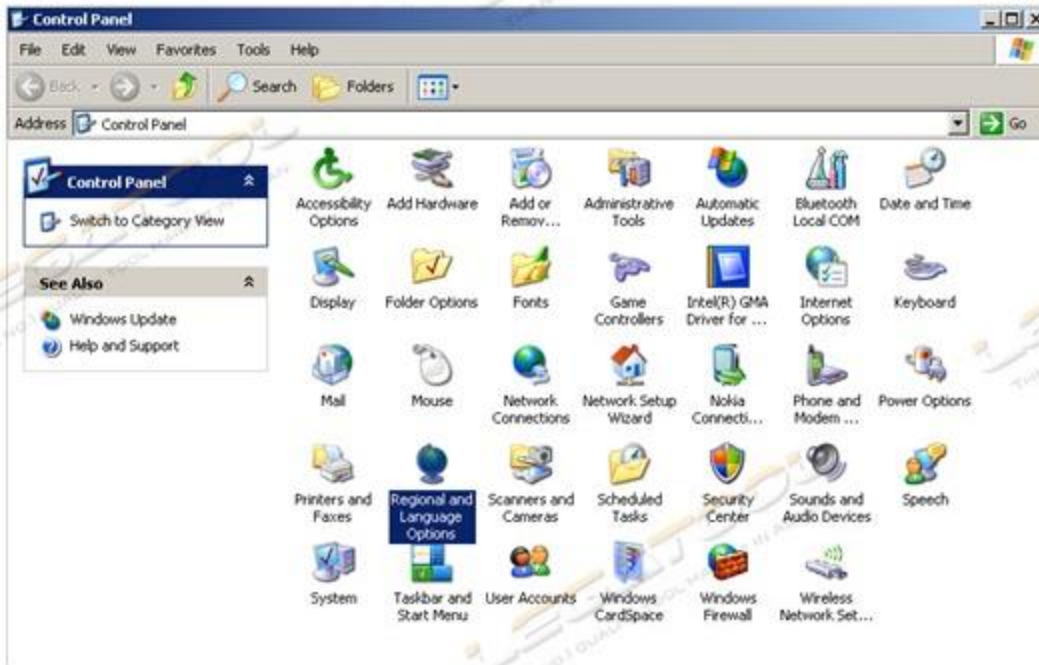 Control Panel
File Edit View Favorites Tools Help
Back Search Folders
Address Control Panel Go
Control Panel
Switch to Category View
See Also
Windows Update
Help and Support
Accessibility Options
Add Hardware
Add or Remov...
Administrative Tools
Automatic Updates
Bluetooth Local COM
Date and Time
Display
Folder Options
Fonts
Game Controllers
Intel(R) GMA Driver for ...
Internet Options
Keyboard
Mail
Mouse
Network Connections
Network Setup Wizard
Nokia Connecti...
Phone and Modem ...
Power Options
Printers and Faxes
Regional and Language Options
Scanners and Cameras
Scheduled Tasks
Security Center
Sounds and Audio Devices
Speech
System
Taskbar and Start Menu
User Accounts
Windows CardSpace
Windows Firewall
Wireless Network Set...